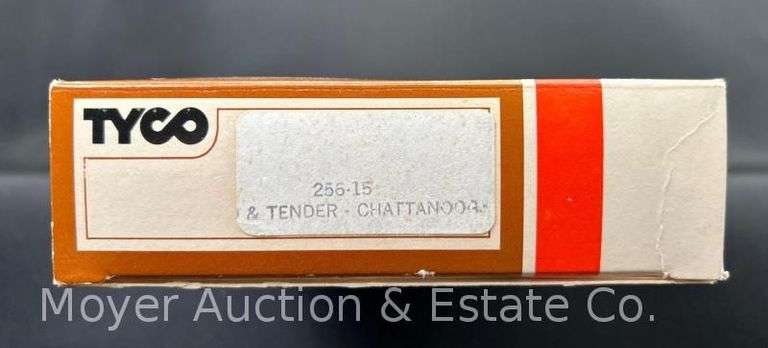 TYCO
256-15
& TENDER - CHATTANOOGA
Moyer Auction & Estate Co.